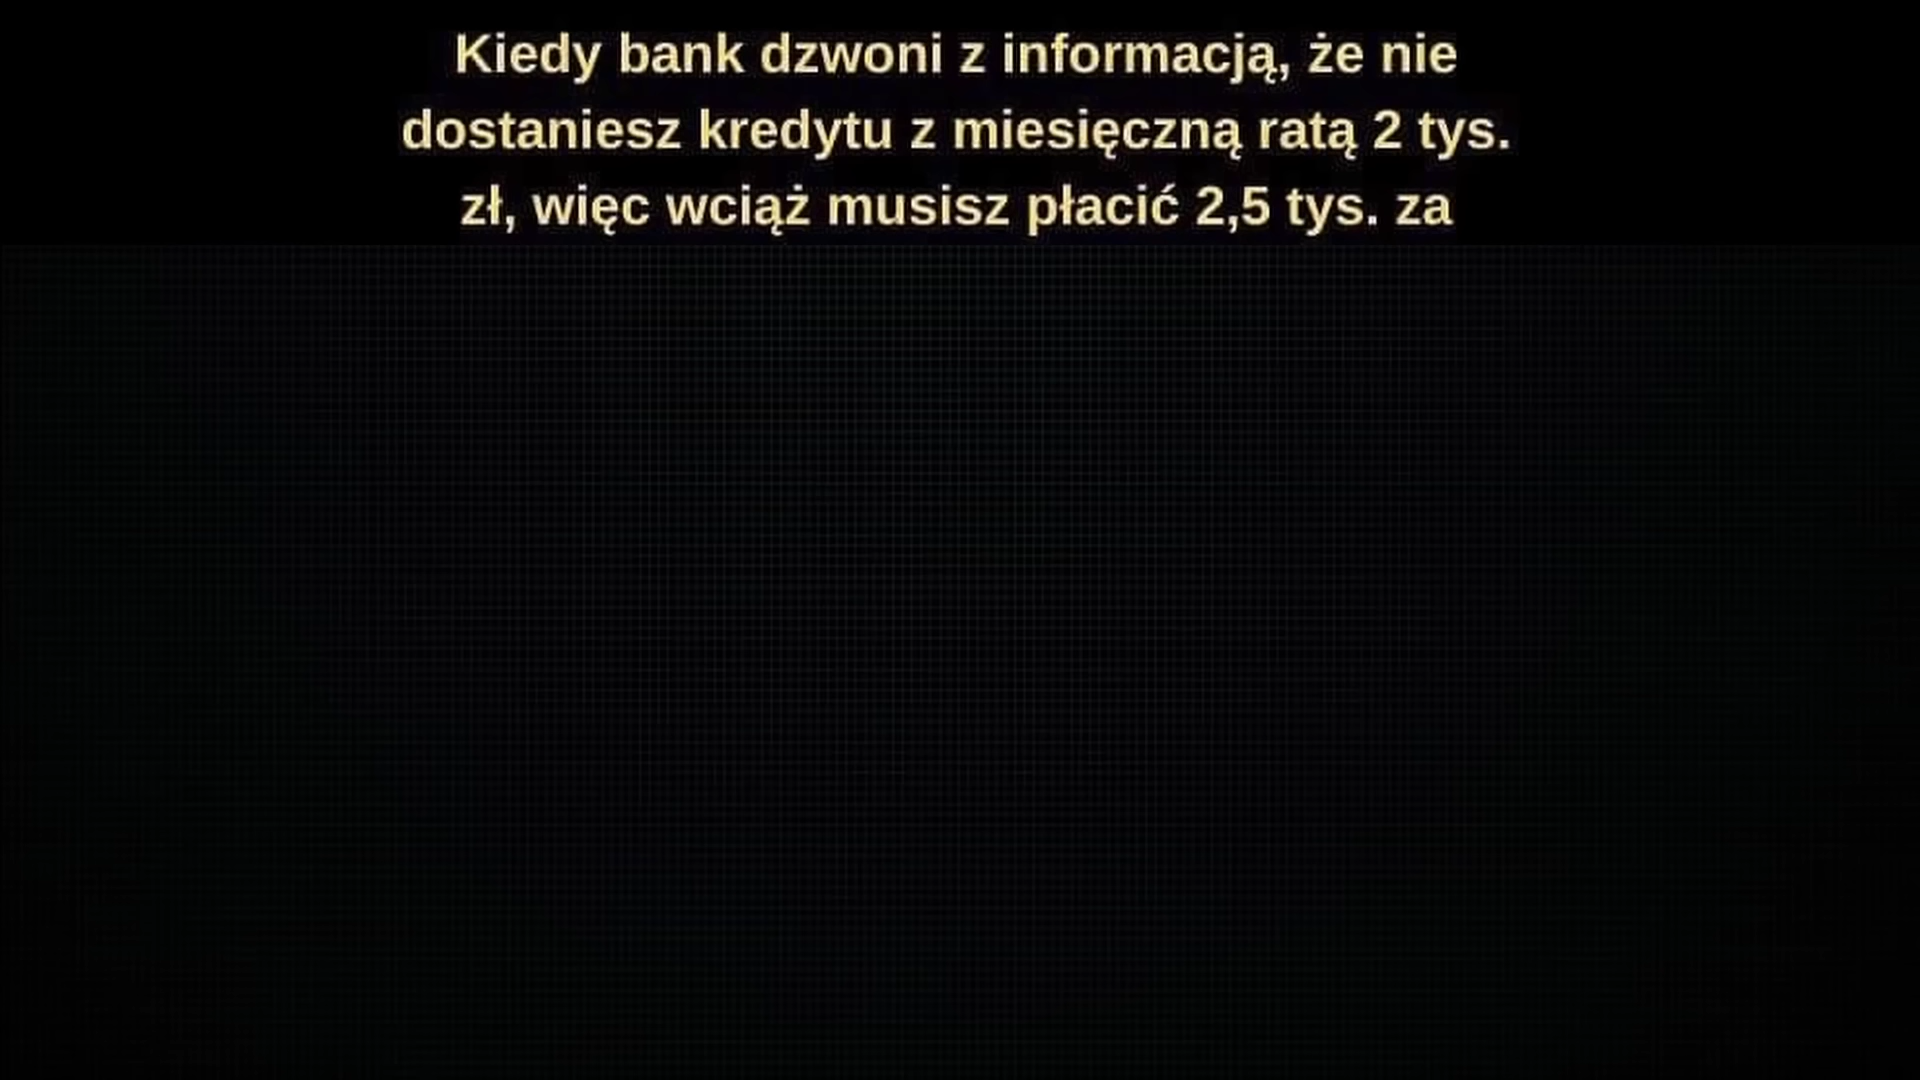 Kiedy bank dzwoni z informacją, że nie
dostaniesz kredytu z miesięczną ratą 2 tys.
zł, więc wciąż musisz płacić 2,5 tys. za